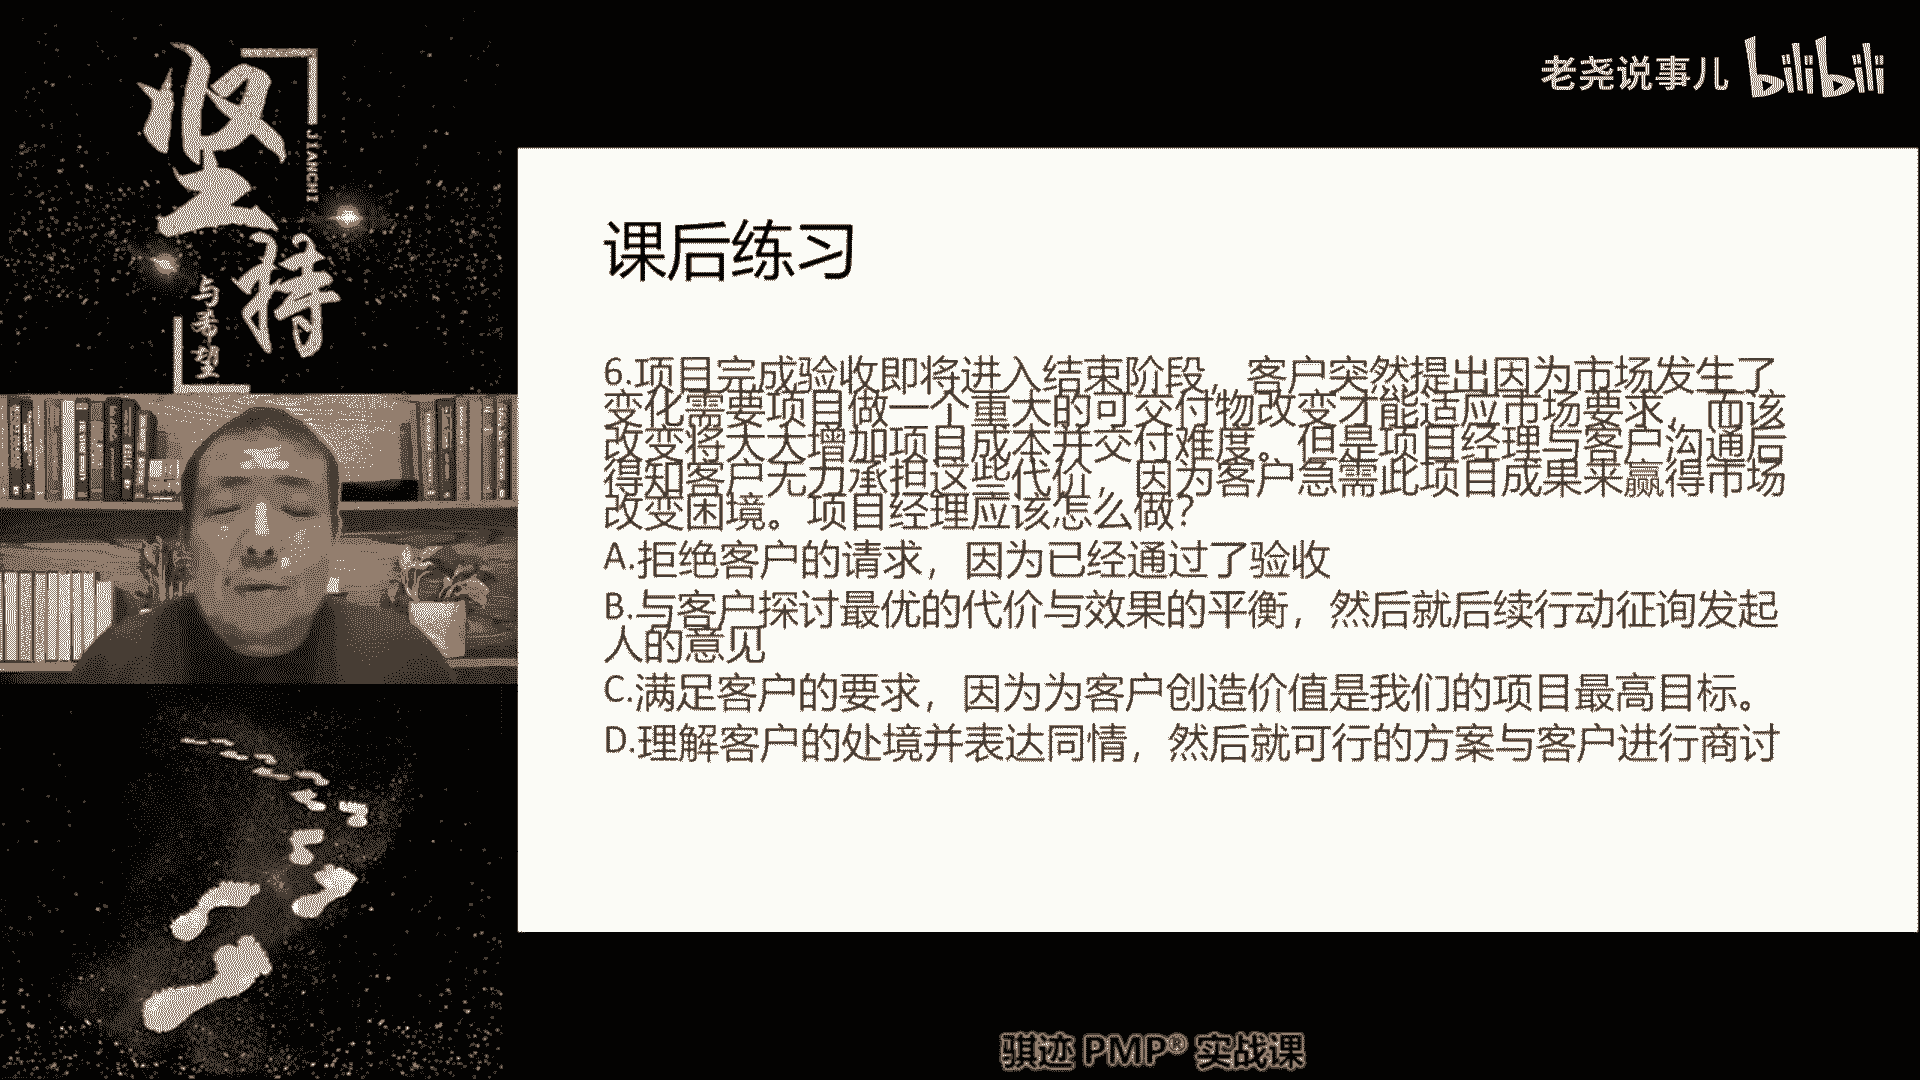 坚持
JIANCHI
与希望
老尧说事儿 bilibili
课后练习
6.项目完成验收即将进入结束阶段，客户突然提出因为市场发生了
变化需要项目做一个重大的可交付物改变才能适应市场要求，而该
改变将大大增加项目成本并交付难度。但是项目经理与客户沟通后
得知客户无力承担这些代价，因为客户急需此项目成果来赢得市场
改变困境。项目经理应该怎么做？
A.拒绝客户的请求，因为已经通过了验收
B.与客户探讨最优的代价与效果的平衡，然后就后续行动征询发起
人的意见
C.满足客户的要求，因为为客户创造价值是我们的项目最高目标。
D.理解客户的处境并表达同情，然后就可行的方案与客户进行商讨
骐迹 PMP® 实战课